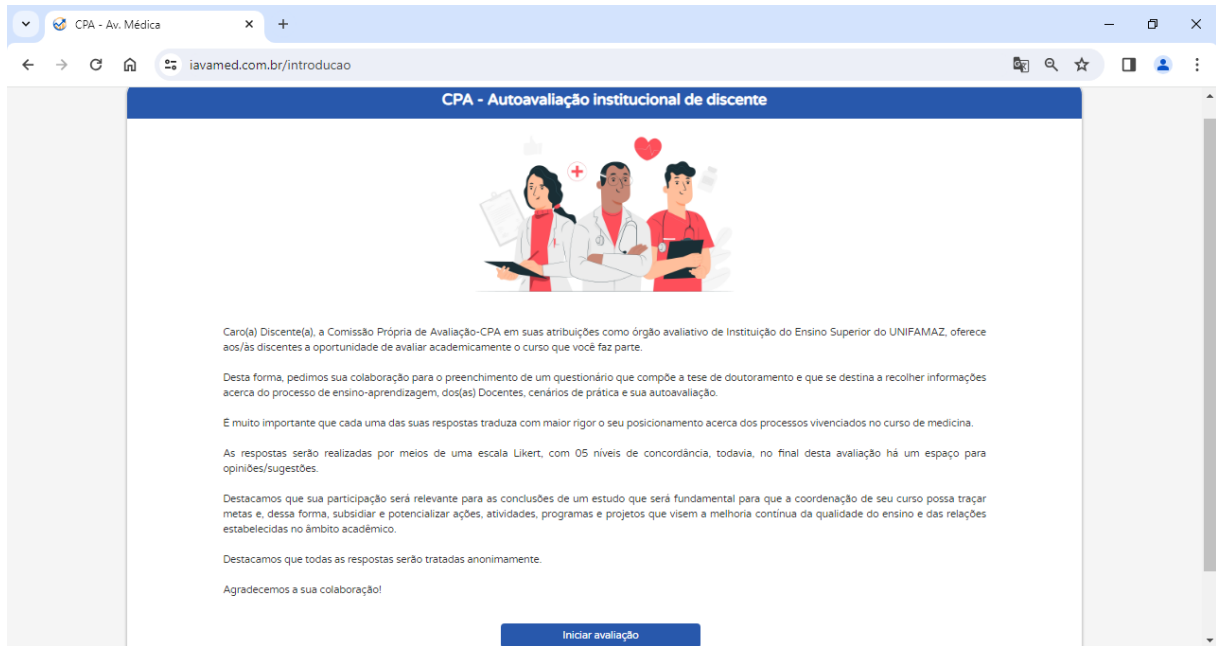 CPA - Av. Médica
iavamed.com.br/introducao
CPA - Autoavaliação institucional de discente
Caro(a) Discente(a), a Comissão Própria de Avaliação-CPA em suas atribuições como órgão avaliativo de Instituição do Ensino Superior do UNIFAMAZ, oferece
aos/às discentes a oportunidade de avaliar academicamente o curso que você faz parte.
Desta forma, pedimos sua colaboração para o preenchimento de um questionário que compõe a tese de doutoramento e que se destina a recolher informações
acerca do processo de ensino-aprendizagem, dos(as) Docentes, cenários de prática e sua autoavaliação.
É muito importante que cada uma das suas respostas traduza com maior rigor o seu posicionamento acerca dos processos vivenciados no curso de medicina.
As respostas serão realizadas por meios de uma escala Likert, com 05 níveis de concordância, todavia, no final desta avaliação há um espaço para
opiniões/sugestões.
Destacamos que sua participação será relevante para as conclusões de um estudo que será fundamental para que a coordenação de seu curso possa traçar
metas e, dessa forma, subsidiar e potencializar ações, atividades, programas e projetos que visem a melhoria contínua da qualidade do ensino e das relações
estabelecidas no âmbito acadêmico.
Destacamos que todas as respostas serão tratadas anonimamente.
Agradecemos a sua colaboração!
Iniciar avaliação